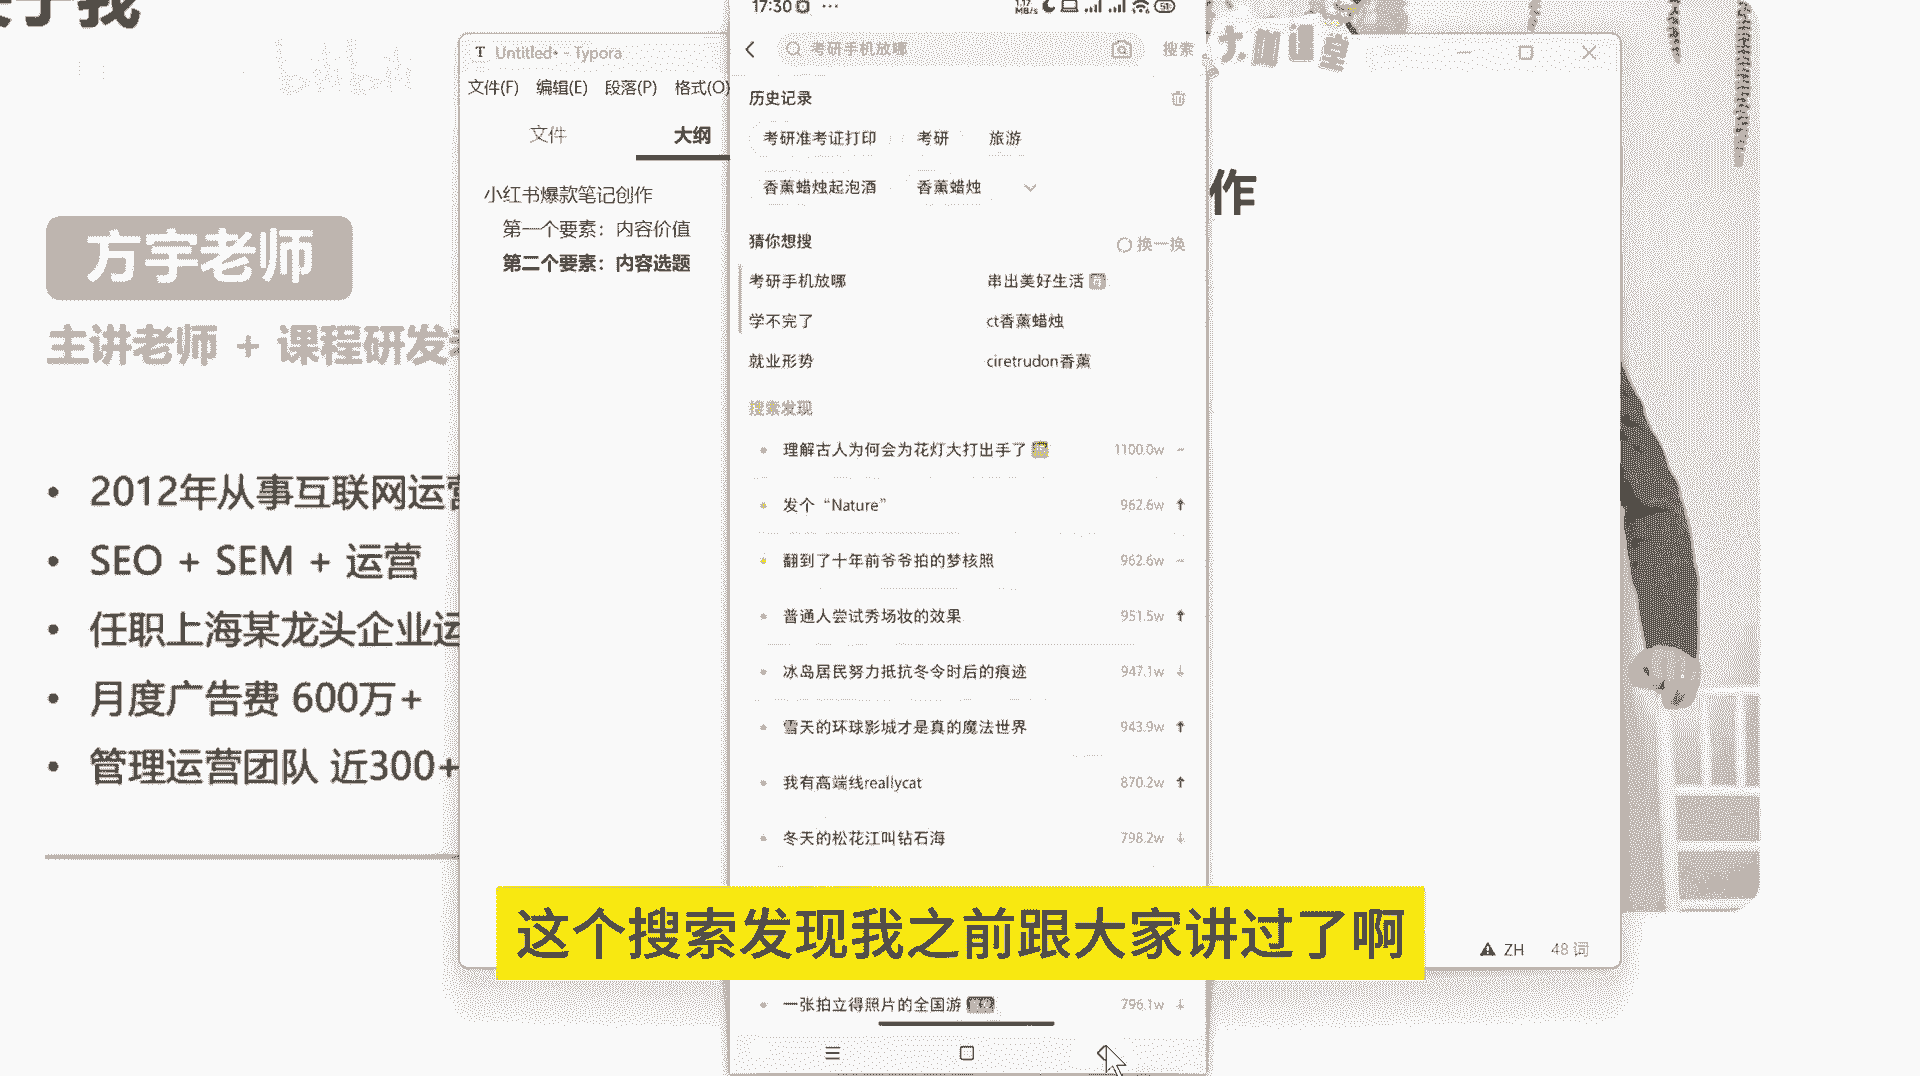 关于我
bilibili
方宇老师
主讲老师 + 课程研发
2012年从事互联网运营
SEO + SEM + 运营
任职上海某龙头企业运
月度广告费 600万+
管理运营团队 近300+
Untitled• - Typora
文件(F) 编辑(E) 段落(P) 格式(O)
文件 大纲
小红书爆款笔记创作
第一个要素：内容价值
第二个要素：内容选题
17:30
考研手机放哪 搜索
历史记录
考研准考证打印 考研 旅游
香薰蜡烛起泡酒 香薰蜡烛
猜你想搜 换一换
考研手机放哪 串出美好生活
学不完了 ct香薰蜡烛
就业形势 ciretrudon香薰
搜索发现
理解古人为何会为花灯大打出手了 1100.0w
发个“Nature” 962.6w
翻到了十年前爷爷拍的梦核照 962.6w
普通人尝试秀场妆的效果 951.5w
冰岛居民努力抵抗冬令时后的痕迹 947.1w
雪天的环球影城才是真的魔法世界 943.9w
我有高端线reallycat 870.2w
冬天的松花江叫钻石海 798.2w
一张拍立得照片的全国游 796.1w
作
课堂
ZH 48 词
这个搜索发现我之前跟大家讲过了啊